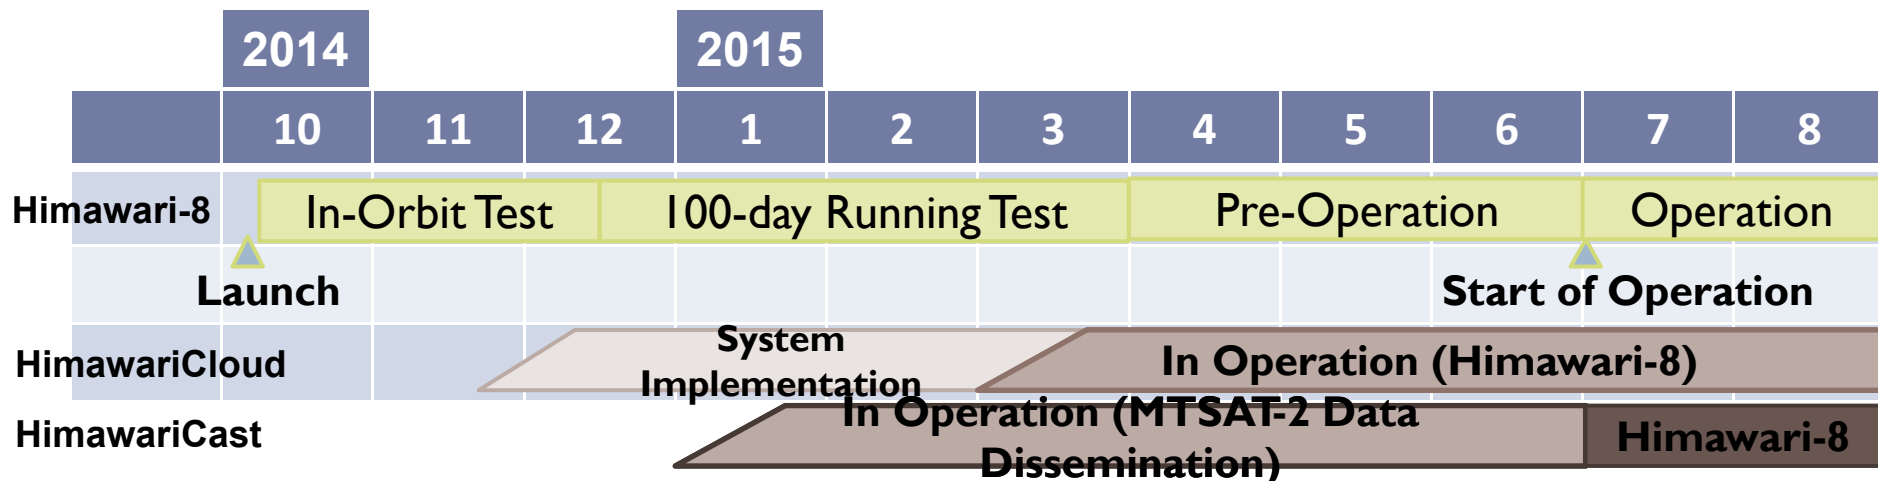 2014 2015
10 11 12 1 2 3 4 5 6 7 8
Himawari-8 In-Orbit Test 100-day Running Test Pre-Operation Operation
Launch Start of Operation
HimawariCloud System
Implementation In Operation (Himawari-8)
HimawariCast In Operation (MTSAT-2 Data
Dissemination) Himawari-8